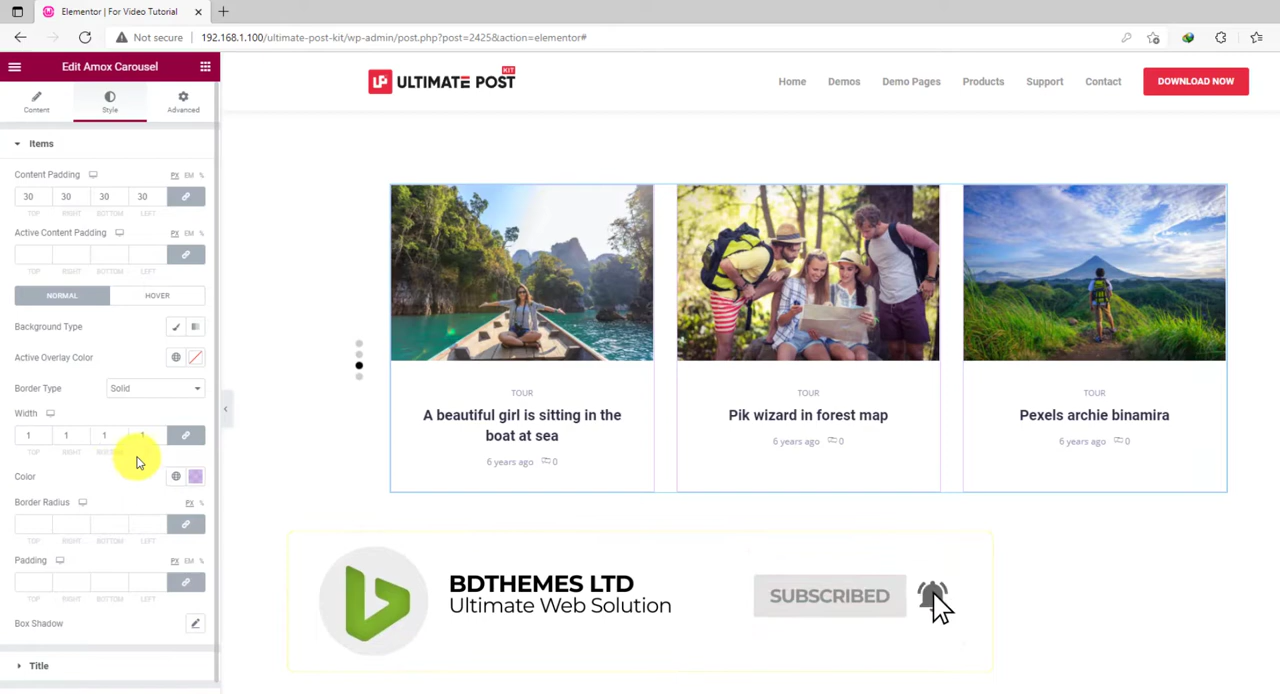 Elementor | For Video Tutorial
Not secure
192.168.1.100/ultimate-post-kit/wp-admin/post.php?post=2425&action=elementor#
Edit Amox Carousel
Content
Style
Advanced
Items
Content Padding
PX EM %
30 30 30 30
TOP RIGHT BOTTOM LEFT
Active Content Padding
PX EM %
TOP RIGHT BOTTOM LEFT
NORMAL
HOVER
Background Type
Active Overlay Color
Border Type
Solid
Width
1 1 1 1
TOP RIGHT BOTTOM
Color
Border Radius
PX %
TOP RIGHT BOTTOM LEFT
Padding
PX EM %
TOP RIGHT BOTTOM LEFT
Box Shadow
Title
UP ULTIMATE POST KIT
Home
Demos
Demo Pages
Products
Support
Contact
DOWNLOAD NOW
TOUR
A beautiful girl is sitting in the
boat at sea
6 years ago 0
TOUR
Pik wizard in forest map
6 years ago 0
TOUR
Pexels archie binamira
6 years ago 0
BDTHEMES LTD
Ultimate Web Solution
SUBSCRIBED